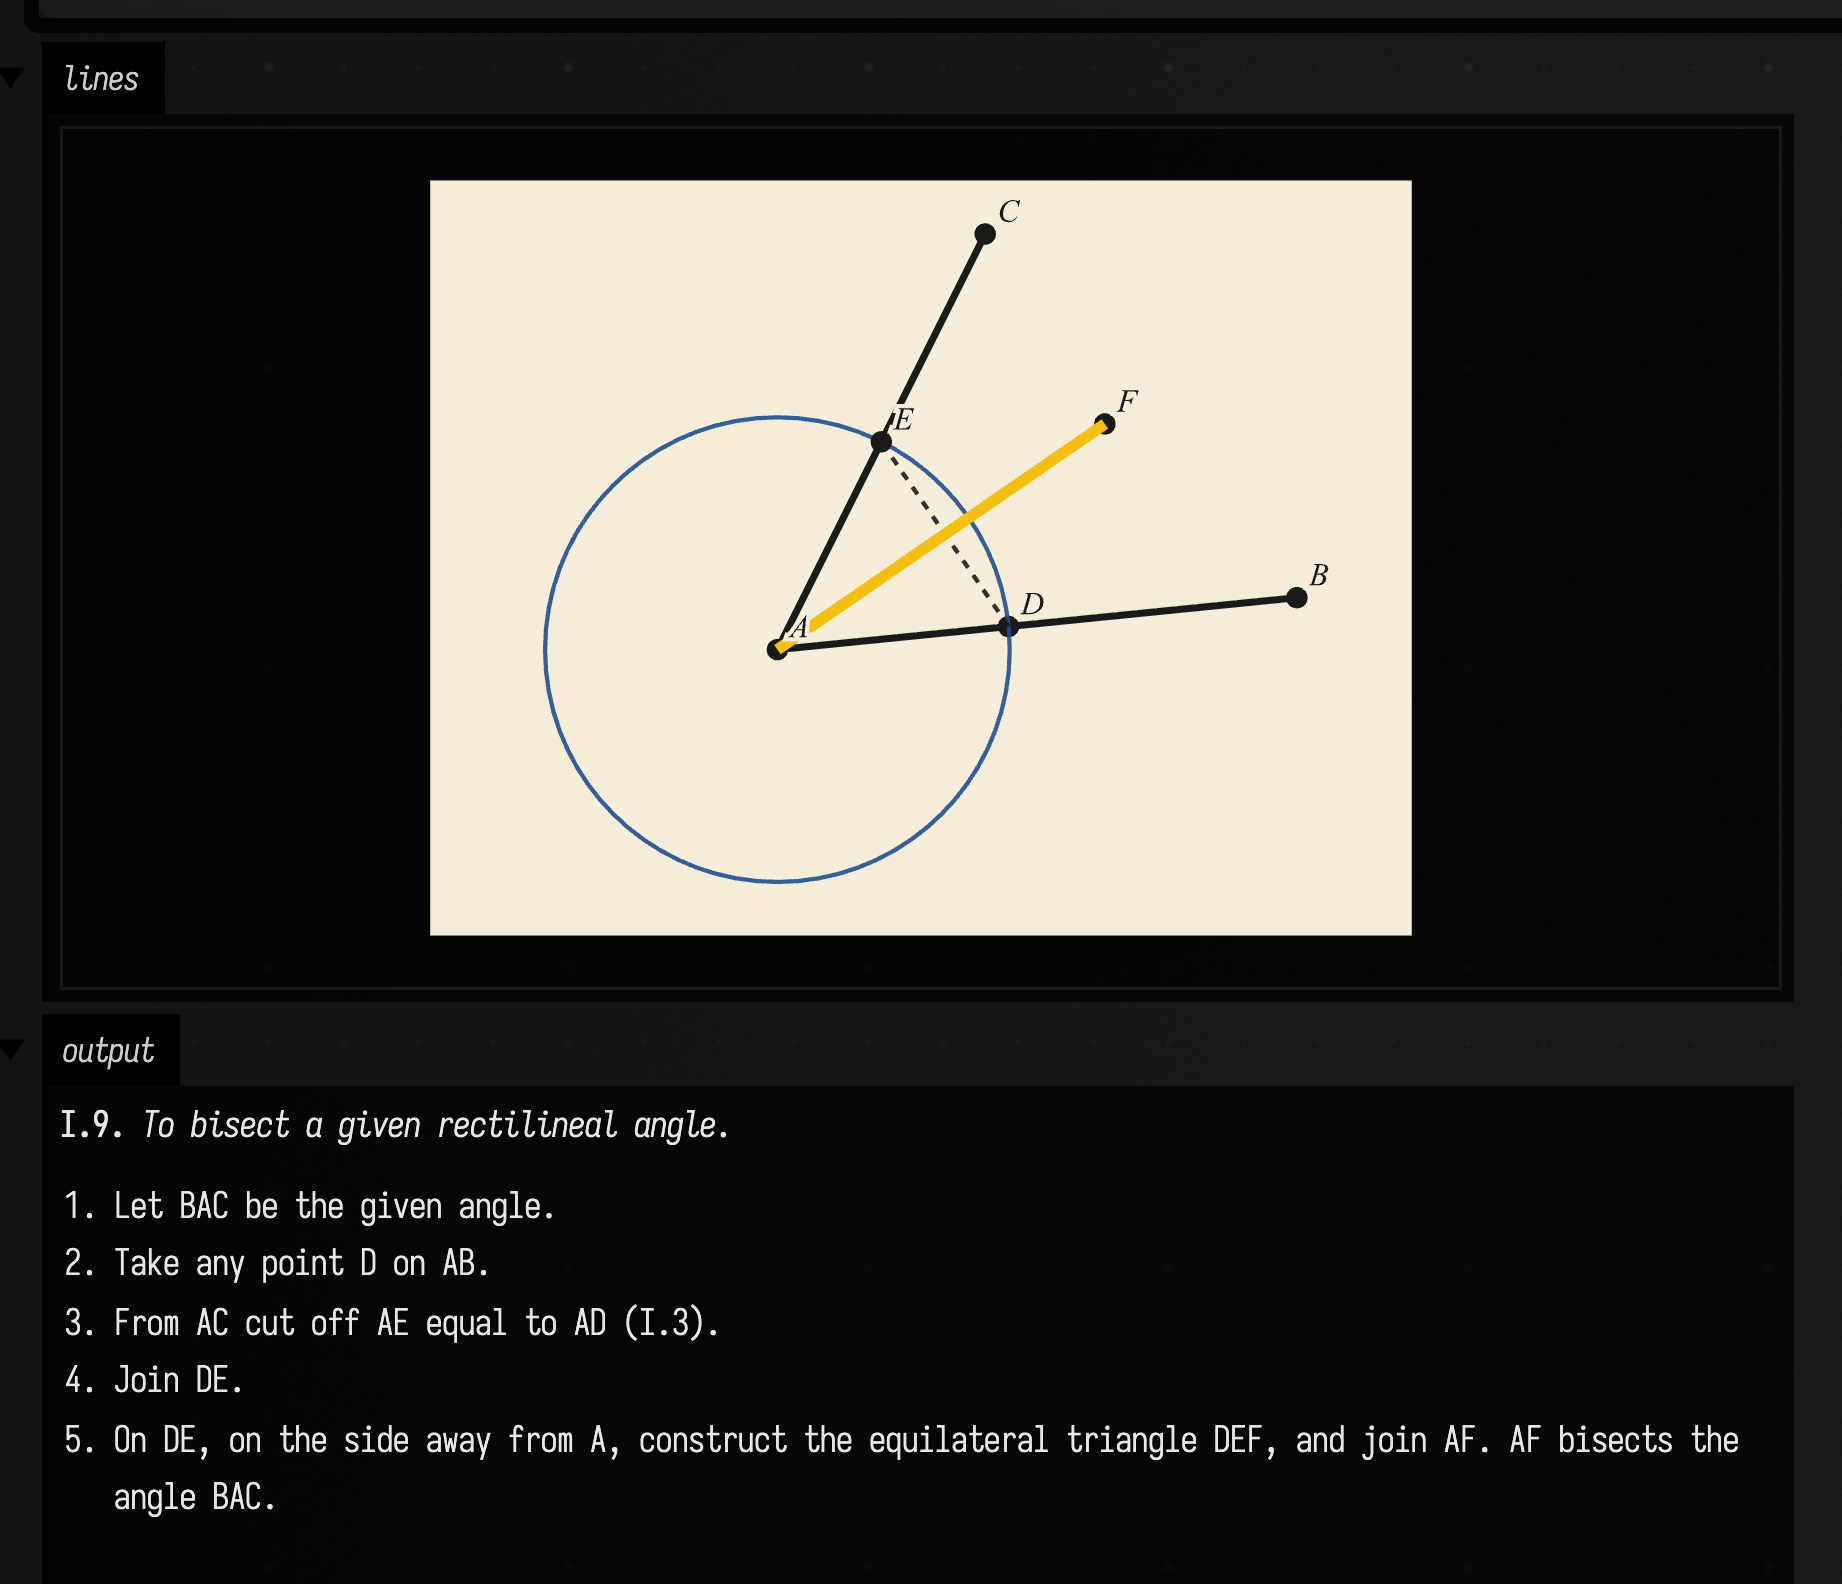 lines
C
F
E
B
D
A
output
I.9. To bisect a given rectilineal angle.
1. Let BAC be the given angle.
2. Take any point D on AB.
3. From AC cut off AE equal to AD (I.3).
4. Join DE.
5. On DE, on the side away from A, construct the equilateral triangle DEF, and join AF. AF bisects the
angle BAC.